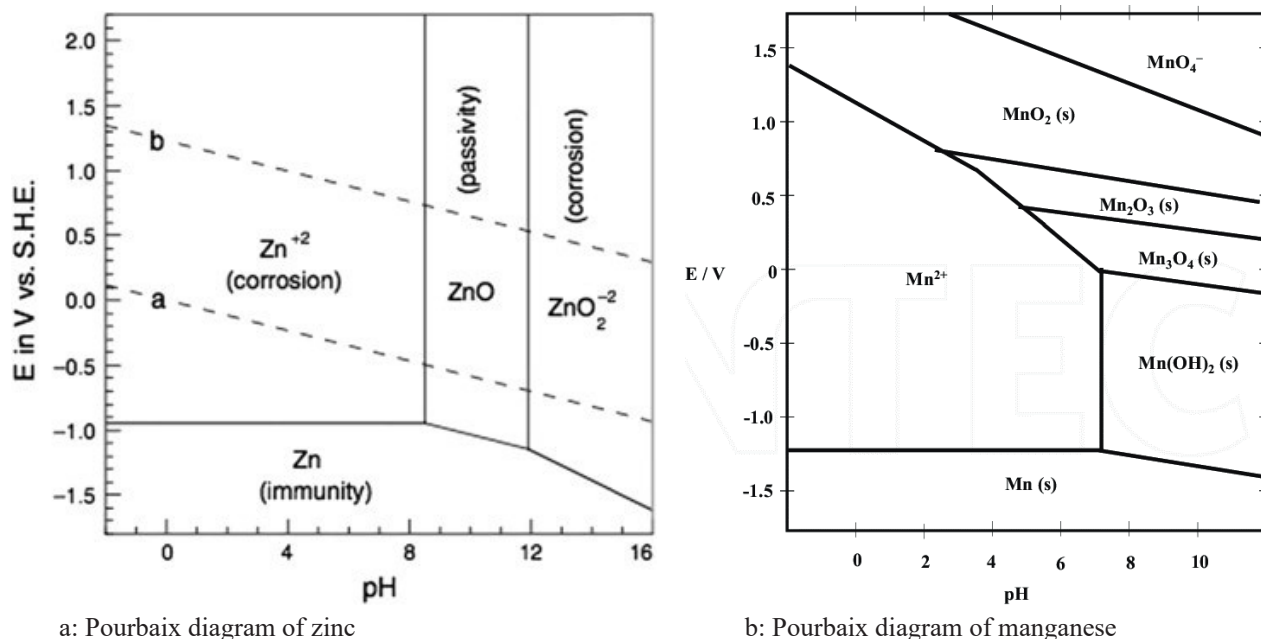 2.0
1.5
1.0
0.5
0.0
−0.5
−1.0
−1.5
E in V vs. S.H.E.
b
a
Zn+2
(corrosion)
(passivity)
ZnO
(corrosion)
ZnO2−2
Zn
(immunity)
0 4 8 12 16
pH
a: Pourbaix diagram of zinc
1.5
1.0
0.5
0
-0.5
-1.0
-1.5
E / V
MnO4−
MnO2 (s)
Mn2O3 (s)
Mn3O4 (s)
Mn2+
Mn(OH)2 (s)
Mn (s)
0 2 4 6 8 10
pH
b: Pourbaix diagram of manganese